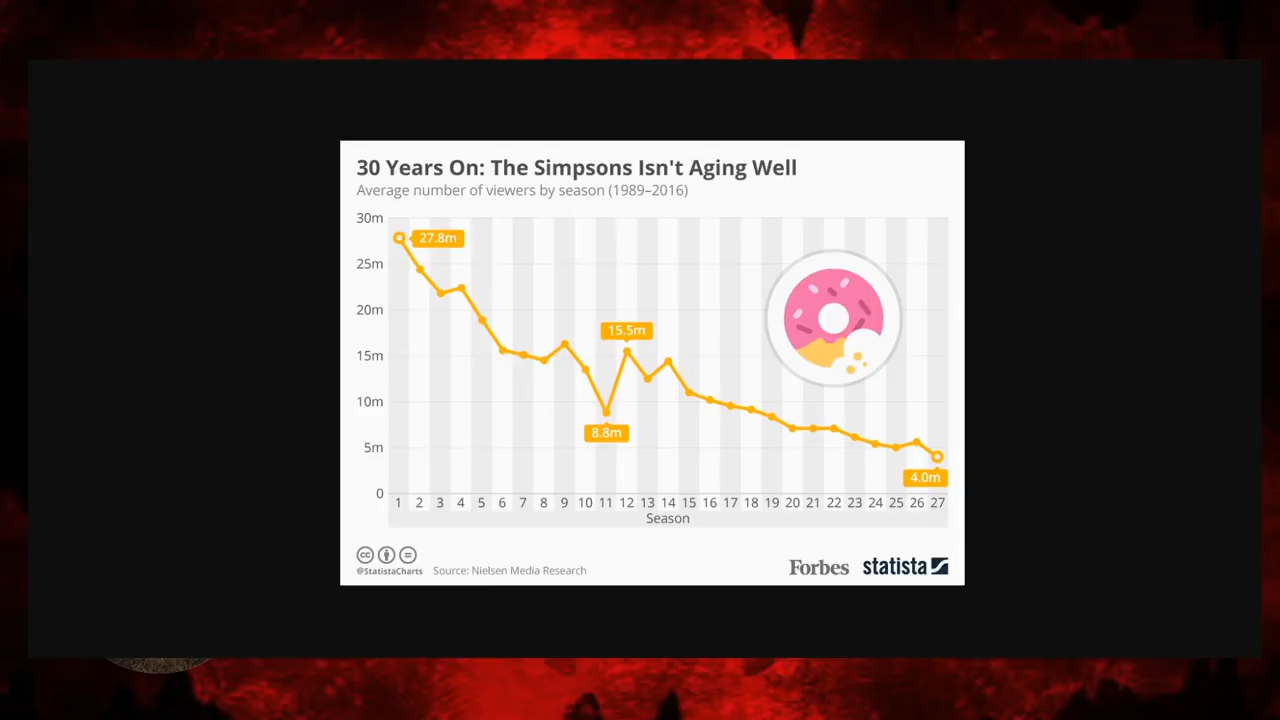 30 Years On: The Simpsons Isn't Aging Well
Average number of viewers by season (1989–2016)
30m
27.8m
25m
20m
15.5m
15m
10m
8.8m
5m
4.0m
0
1 2 3 4 5 6 7 8 9 10 11 12 13 14 15 16 17 18 19 20 21 22 23 24 25 26 27
Season
cc
@StatistaCharts Source: Nielsen Media Research
Forbes statista